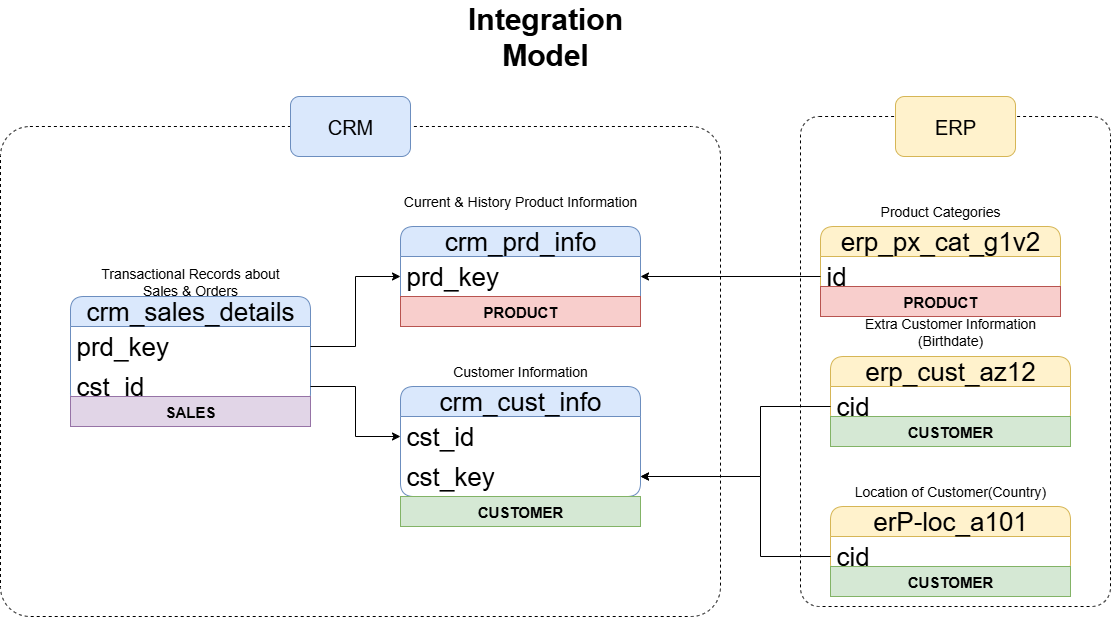 Integration
Model
CRM
Current & History Product Information
crm_prd_info
prd_key
PRODUCT
Transactional Records about
Sales & Orders
crm_sales_details
prd_key
cst_id
SALES
Customer Information
crm_cust_info
cst_id
cst_key
CUSTOMER
ERP
Product Categories
erp_px_cat_g1v2
id
PRODUCT
Extra Customer Information
(Birthdate)
erp_cust_az12
cid
CUSTOMER
Location of Customer(Country)
erP-loc_a101
cid
CUSTOMER